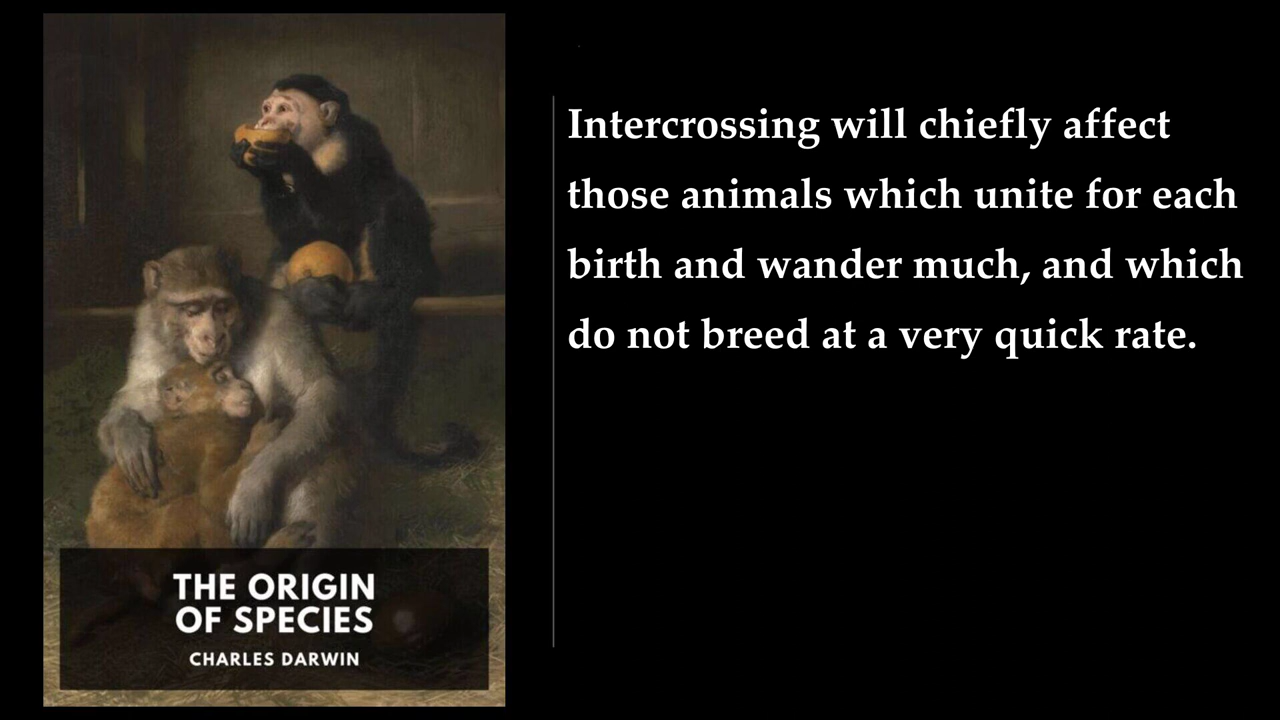 Intercrossing will chiefly affect
those animals which unite for each
birth and wander much, and which
do not breed at a very quick rate.
THE ORIGIN
OF SPECIES
CHARLES DARWIN